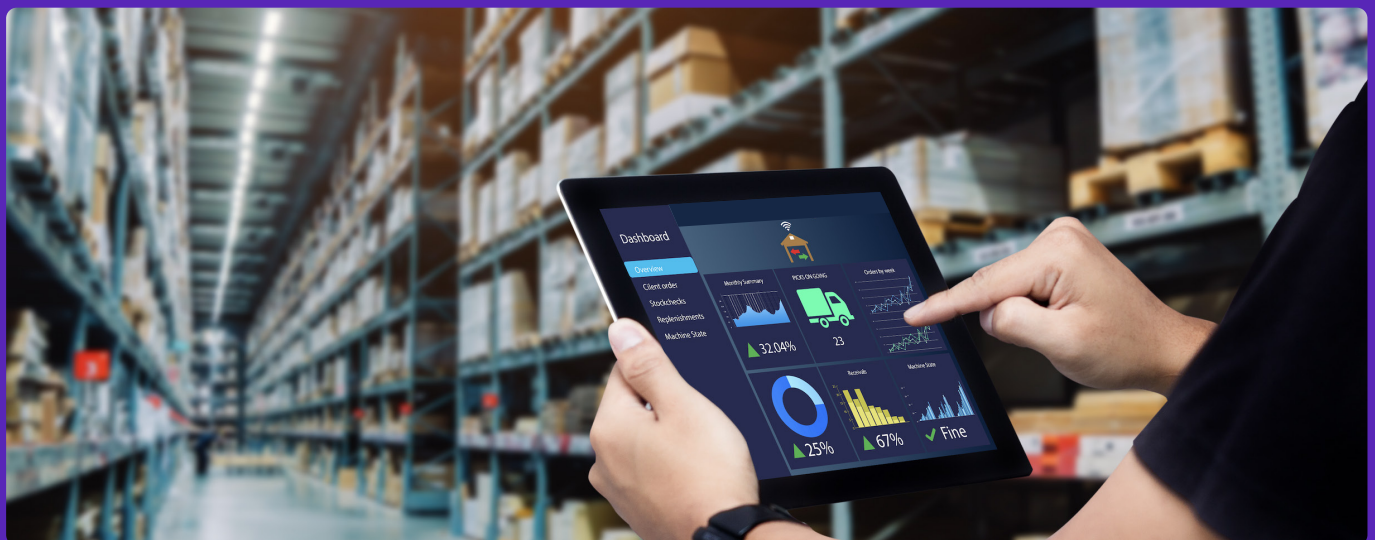 Dashboard
Overview
Client order
Stockchecks
Replenishments
Machine State
Monthly Summary
32.04%
PICKS ON GOING
23
Orders by week
25%
Receivals
67%
Machine State
Fine
3